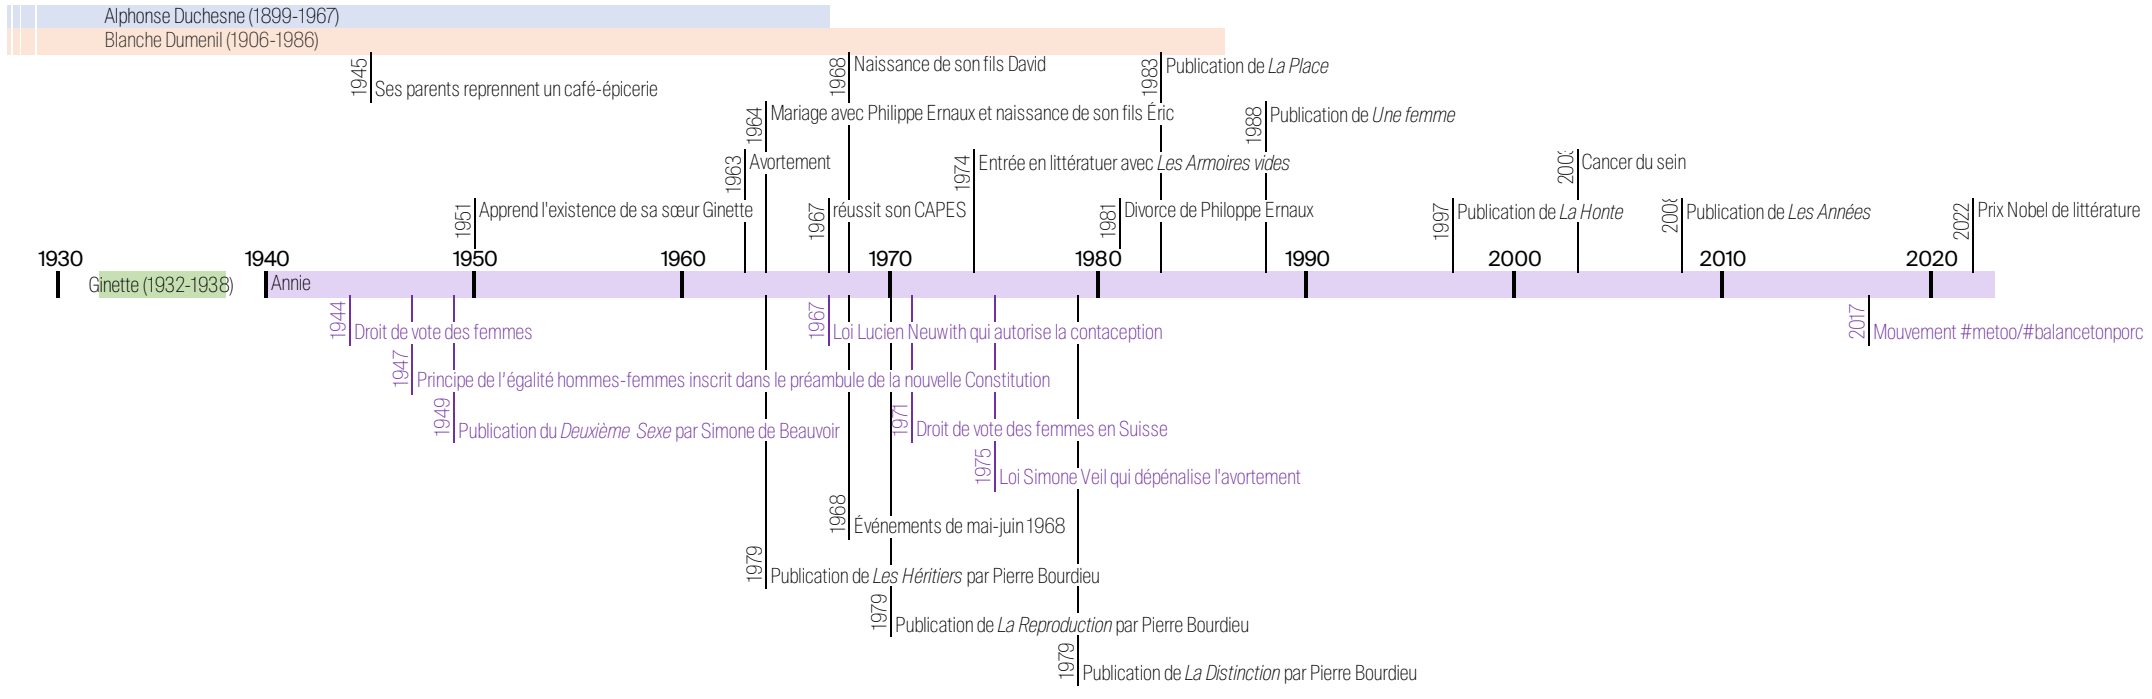 Alphonse Duchesne (1899-1967)
Blanche Dumenil (1906-1986)
1945 Ses parents reprennent un café-épicerie
1968 Naissance de son fils David
1983 Publication de La Place
1964 Mariage avec Philippe Ernaux et naissance de son fils Éric
1988 Publication de Une femme
1963 Avortement
1974 Entrée en littératuer avec Les Armoires vides
Cancer du sein
1951 Apprend l'existence de sa sœur Ginette
1967 réussit son CAPES
1981 Divorce de Philoppe Ernaux
1997 Publication de La Honte
2008 Publication de Les Années
2022 Prix Nobel de littérature
1930 1940 1950 1960 1970 1980 1990 2000 2010 2020
Ginette (1932-1938)
Annie
1944 Droit de vote des femmes
1967 Loi Lucien Neuwith qui autorise la contaception
2017 Mouvement #metoo/#balancetonporc
1947 Principe de l'égalité hommes-femmes inscrit dans le préambule de la nouvelle Constitution
1949 Publication du Deuxième Sexe par Simone de Beauvoir
1971 Droit de vote des femmes en Suisse
1975 Loi Simone Veil qui dépénalise l'avortement
1968 Événements de mai-juin 1968
1979 Publication de Les Héritiers par Pierre Bourdieu
1979 Publication de La Reproduction par Pierre Bourdieu
1979 Publication de La Distinction par Pierre Bourdieu